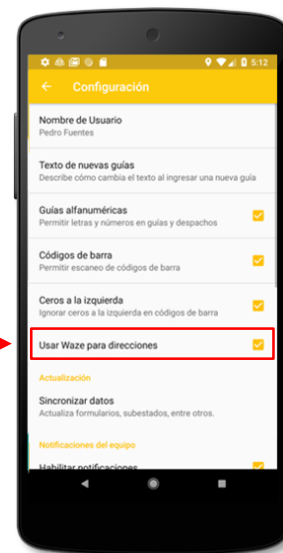 5:12
Configuración
Nombre de Usuario
Pedro Fuentes
Texto de nuevas guías
Describe cómo cambia el texto al ingresar una nueva guía
Guías alfanuméricas
Permitir letras y números en guías y despachos
Códigos de barra
Permitir escaneo de códigos de barra
Ceros a la izquierda
Ignorar ceros a la izquierda en códigos de barra
Usar Waze para direcciones
Actualización
Sincronizar datos
Actualiza formularios, subestados, entre otros.
Notificaciones del equipo
Habilitar notificaciones